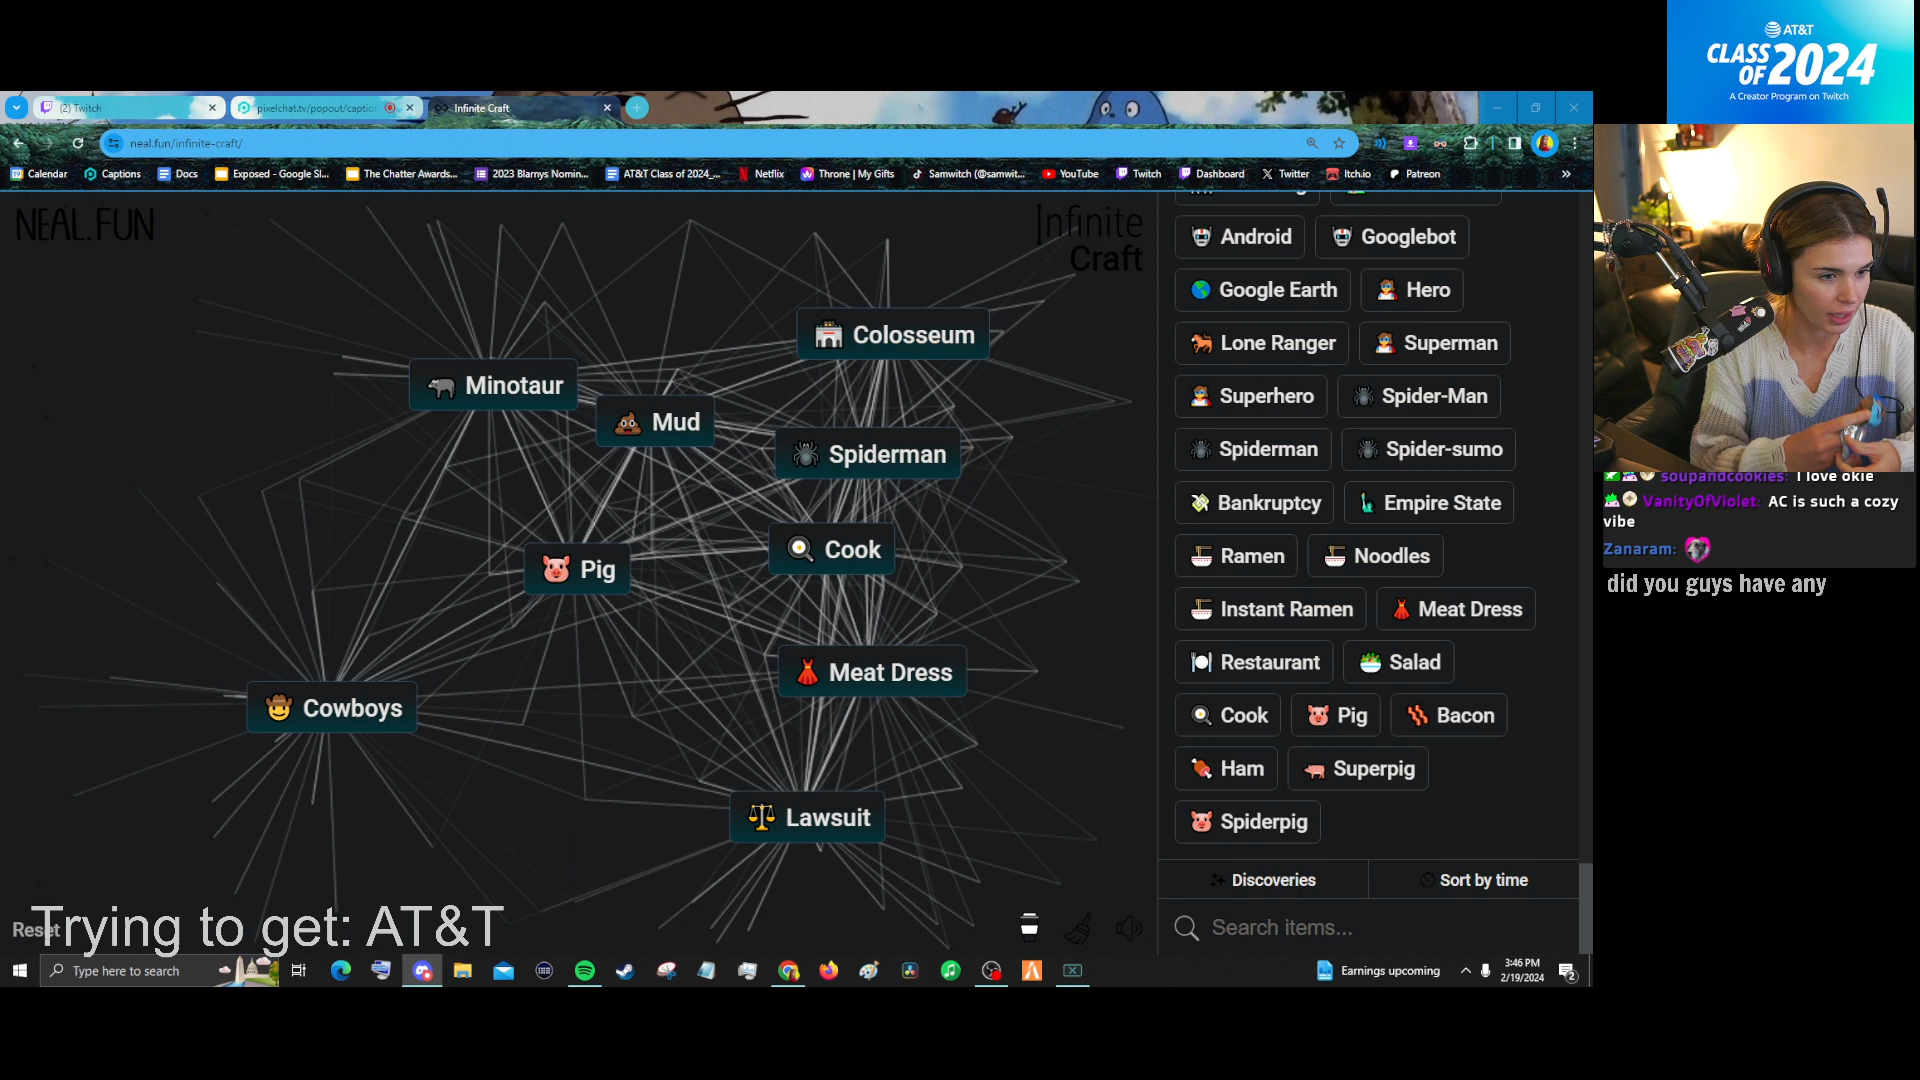 AT&T
CLASS
OF 2024
A Creator Program on Twitch
(2) Twitch
pixelchat.tv/popout/captio
Infinite Craft
neal.fun/infinite-craft/
Calendar
Captions
Docs
Exposed - Google Sl...
The Chatter Awards...
2023 Blarnys Nomin...
AT&T Class of 2024_...
Netflix
Throne | My Gifts
Samwitch (@samwit...
YouTube
Twitch
Dashboard
Twitter
Itch.io
Patreon
NEAL.FUN
Infinite
Craft
Colosseum
Minotaur
Mud
Spiderman
Cook
Pig
Meat Dress
Cowboys
Lawsuit
Android
Googlebot
Google Earth
Hero
Lone Ranger
Superman
Superhero
Spider-Man
Spiderman
Spider-sumo
Bankruptcy
Empire State
Ramen
Noodles
Instant Ramen
Meat Dress
Restaurant
Salad
Cook
Pig
Bacon
Ham
Superpig
Spiderpig
Discoveries
Sort by time
Search items...
Reset
Trying to get: AT&T
soupandcookies: I love okie
VanityOfViolet: AC is such a cozy
vibe
Zanaram:
did you guys have any
Type here to search
Earnings upcoming
3:46 PM
2/19/2024
2